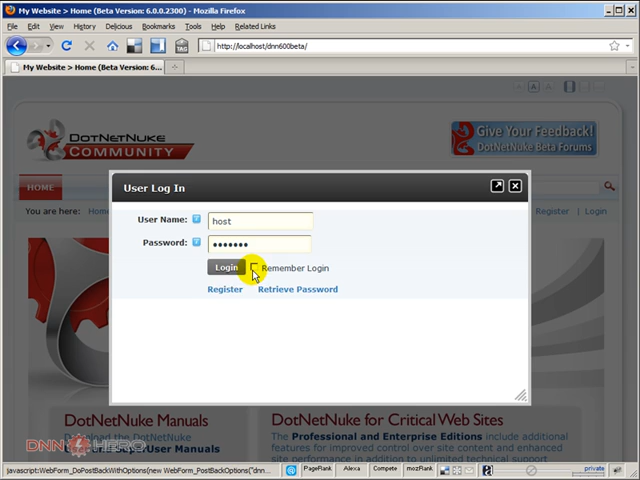 My Website > Home (Beta Version: 6.0.0.2300) - Mozilla Firefox
File Edit View History Delicious Bookmarks Tools Help Related Links
http://localhost/dnn600beta/
My Website > Home (Beta Version: 6....
DOTNETNUKE
COMMUNITY
Give Your Feedback!
DotNetNuke Beta Forums
HOME
You are here: Home
Register | Login
User Log In
User Name: host
Password:
Login Remember Login
Register Retrieve Password
DotNetNuke Manuals
DotNetNuke for Critical Web Sites
Download the DotNetNuke
User Manuals
The Professional and Enterprise Editions include additional
features for improved control over site content and enhanced
site performance in addition to unlimited technical support
DNN HERO
javascript:WebForm_DoPostBackWithOptions(new WebForm_PostBackOptions("dnn...
PageRank Alexa Compete mozRank private